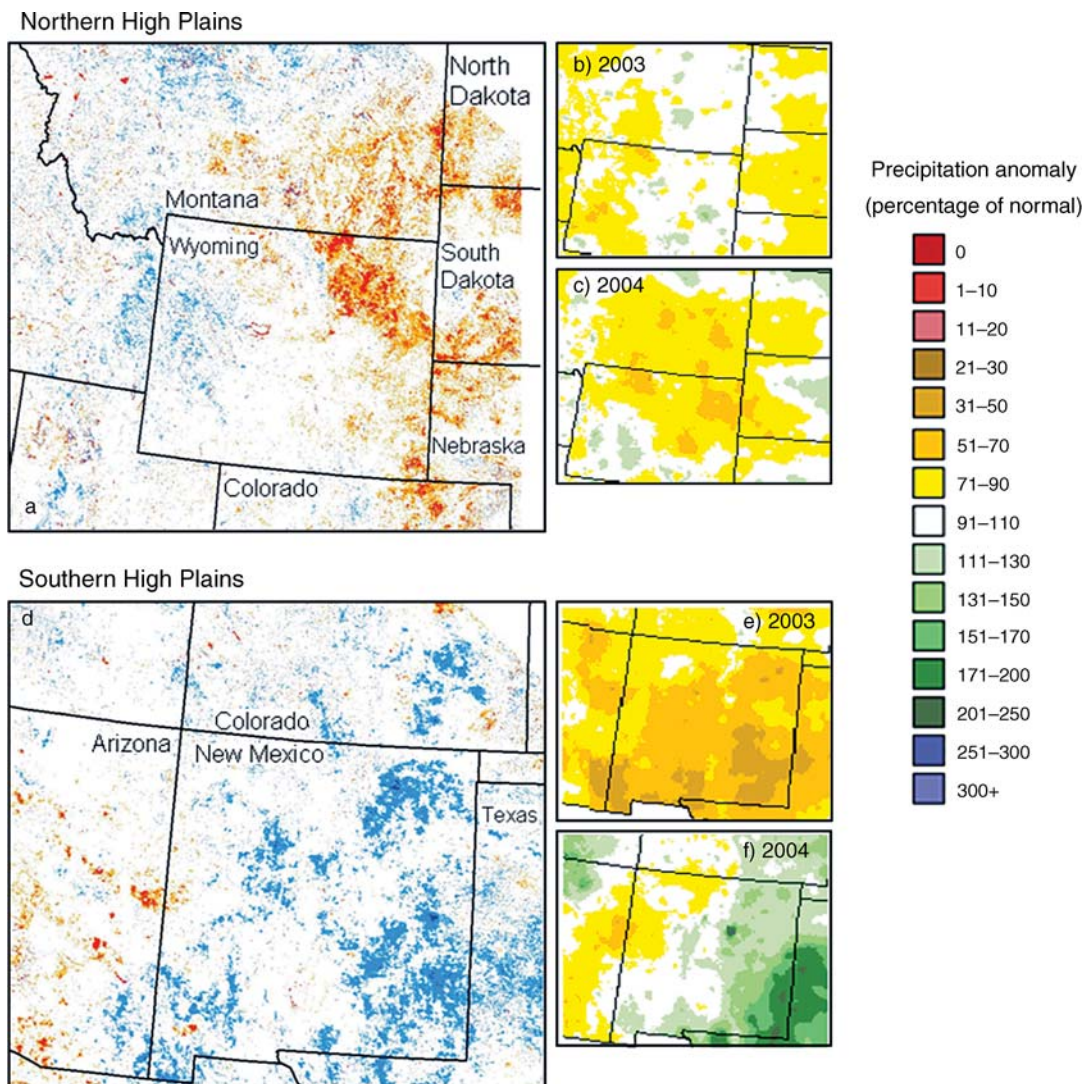 Northern High Plains
North
Dakota
Montana
Wyoming
South
Dakota
Nebraska
Colorado
a
b) 2003
c) 2004
Precipitation anomaly
(percentage of normal)
0
1–10
11–20
21–30
31–50
51–70
71–90
91–110
111–130
131–150
151–170
171–200
201–250
251–300
300+
Southern High Plains
d
Colorado
Arizona
New Mexico
Texas
e) 2003
f) 2004